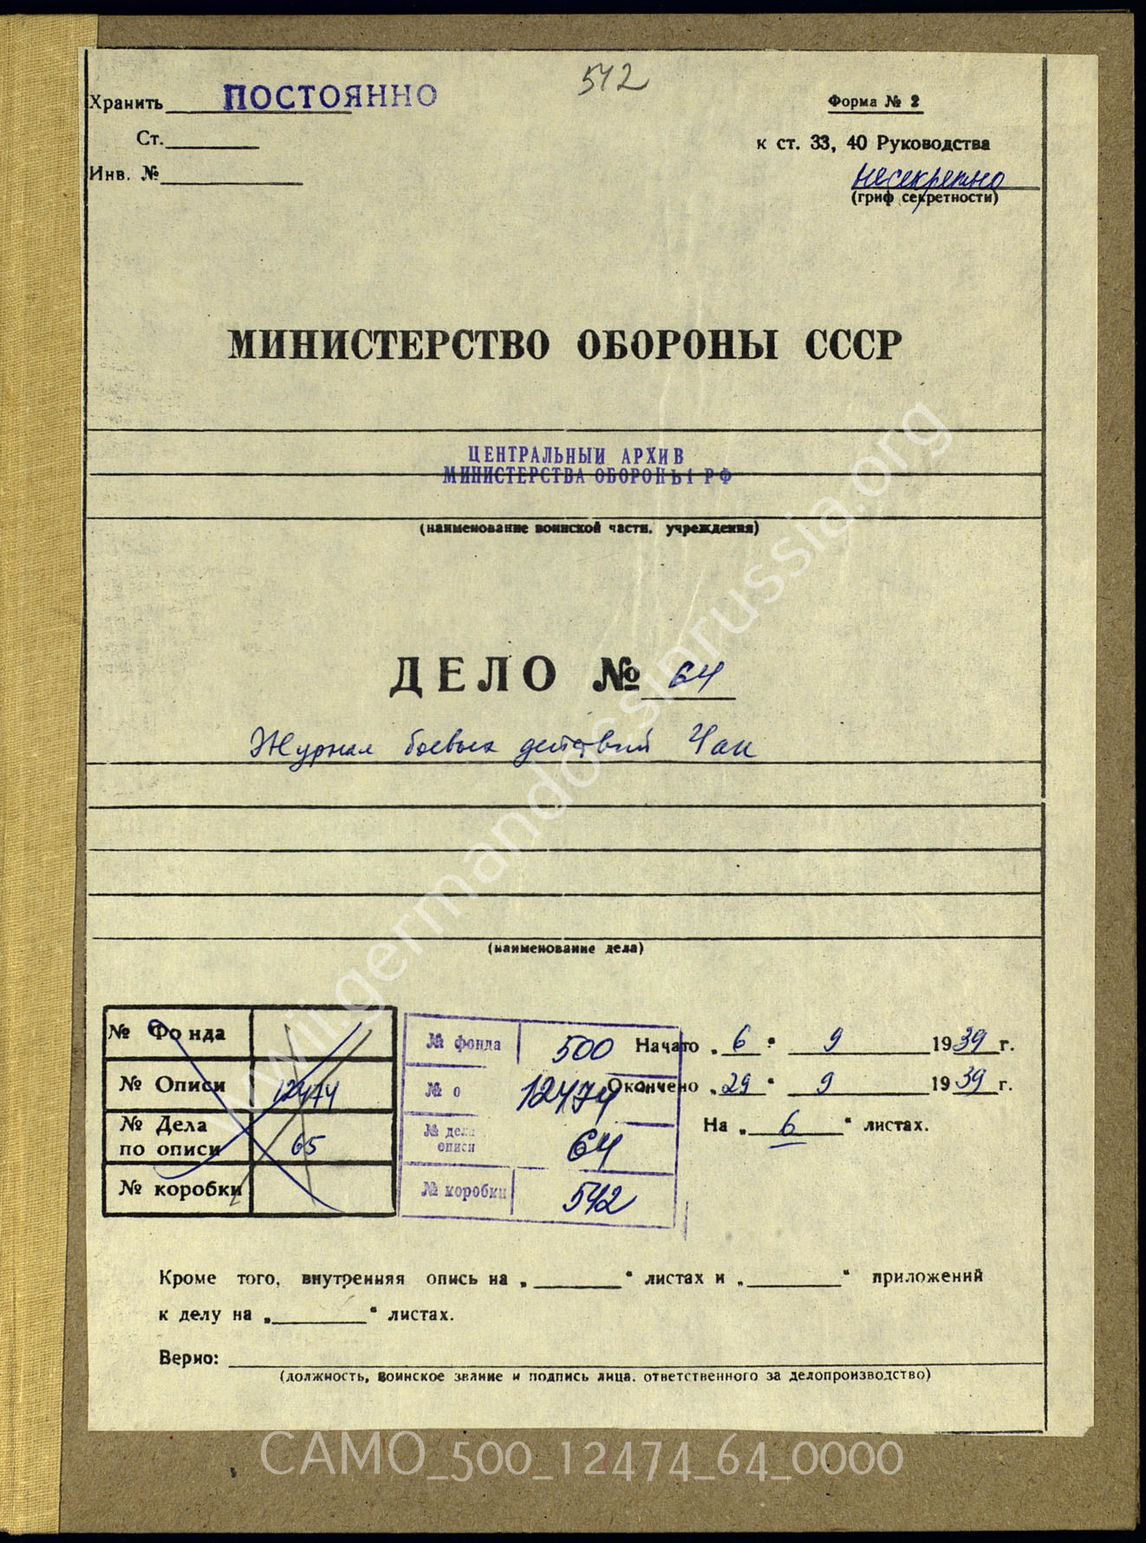 542
Хранить ПОСТОЯННО
Форма № 2
Ст.
к ст. 33, 40 Руководства
Инв. №
несекретно
(гриф секретности)
МИНИСТЕРСТВО ОБОРОНЫ СССР
ЦЕНТРАЛЬНЫЙ АРХИВ
МИНИСТЕРСТВА ОБОРОНЫ РФ
(наименование воинской части, учреждения)
ДЕЛО № 64
Журнал боевых действий
(наименование дела)
№ Фонда
№ Описи 12474
№ Дела
по описи 65
№ коробки
№ фонда 500
№ о 12474
№ дела
описи 64
№ коробки 542
Начато „ 6 " 9 1939 г.
Окончено „ 29 " 9 1939 г.
На „ 6 " листах.
Кроме того, внутренняя опись на „ " листах и „ " приложений
к делу на „ " листах.
Верно:
(должность, воинское звание и подпись лица, ответственного за делопроизводство)
www.germandocsinrussia.org
CAMO_500_12474_64_0000